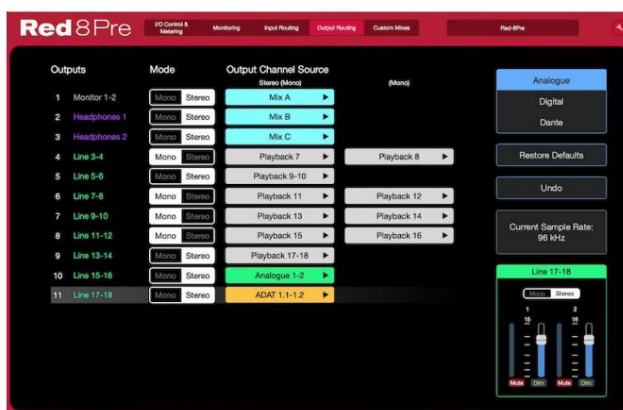 Red 8Pre
I/O Control & Metering Monitoring Input Routing Output Routing Custom Mixes Red-8Pre
Outputs Mode Output Channel Source
Stereo (Mono) (Mono)
1 Monitor 1-2 Mono Stereo Mix A
2 Headphones 1 Mono Stereo Mix B
3 Headphones 2 Mono Stereo Mix C
4 Line 3-4 Mono Stereo Playback 7 Playback 8
5 Line 5-6 Mono Stereo Playback 9-10
6 Line 7-8 Mono Stereo Playback 11 Playback 12
7 Line 9-10 Mono Stereo Playback 13 Playback 14
8 Line 11-12 Mono Stereo Playback 15 Playback 16
9 Line 13-14 Mono Stereo Playback 17-18
10 Line 15-16 Mono Stereo Analogue 1-2
11 Line 17-18 Mono Stereo ADAT 1.1-1.2
Analogue
Digital
Dante
Restore Defaults
Undo
Current Sample Rate:
96 kHz
Line 17-18
Mono Stereo
1 2
16 16
Mute Dim Mute Dim